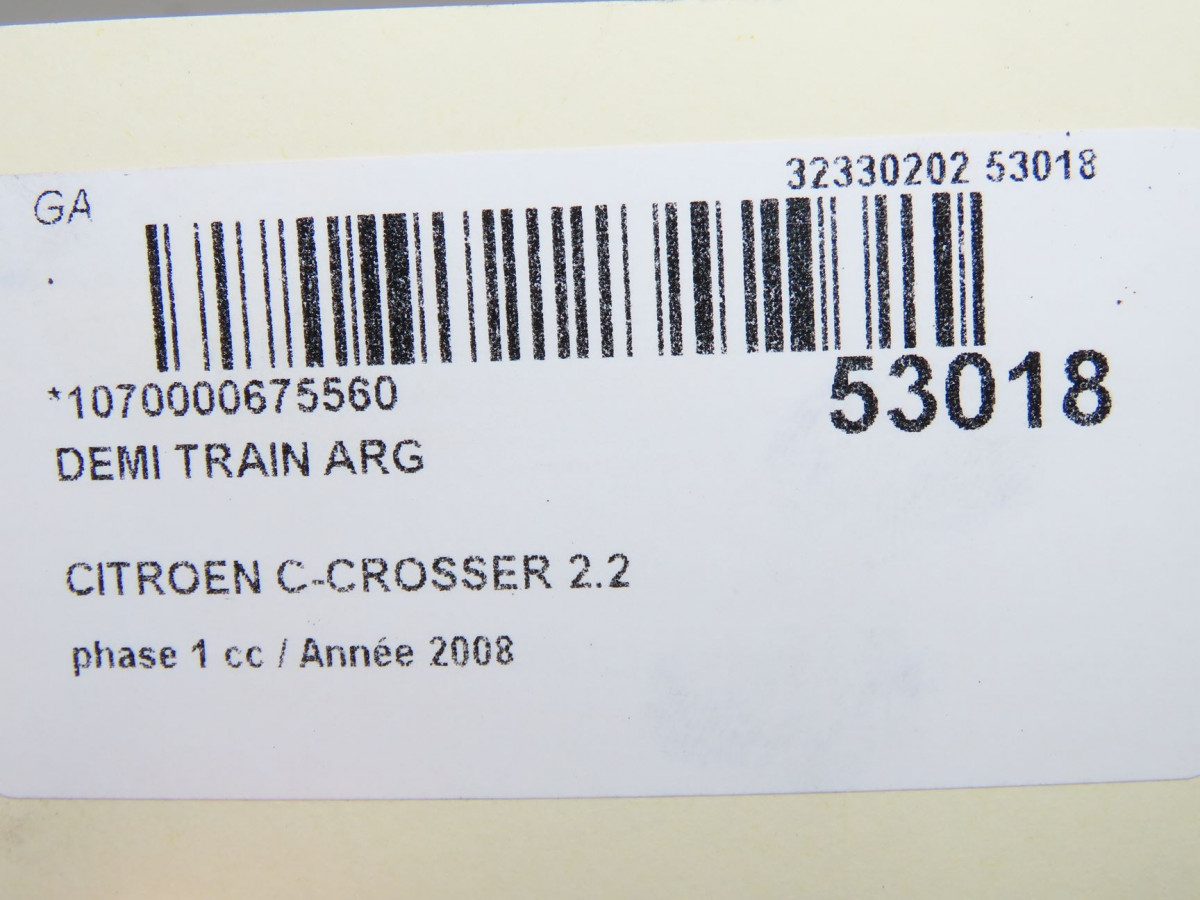 32330202 53018
GA
*1070000675560
53018
DEMI TRAIN ARG
CITROEN C-CROSSER 2.2
phase 1 cc / Année 2008